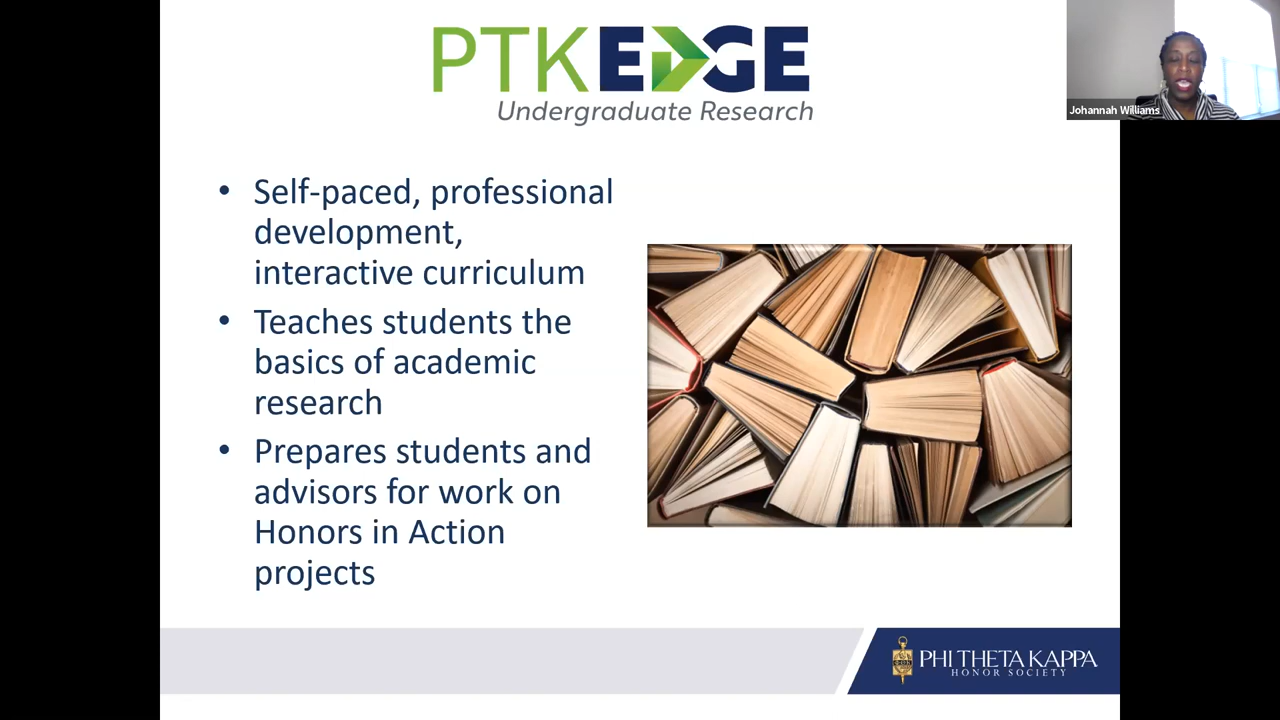 PTKEDGE
Undergraduate Research
Johannah Williams
• Self-paced, professional
development,
interactive curriculum
• Teaches students the
basics of academic
research
• Prepares students and
advisors for work on
Honors in Action
projects
PHI THETA KAPPA
HONOR SOCIETY